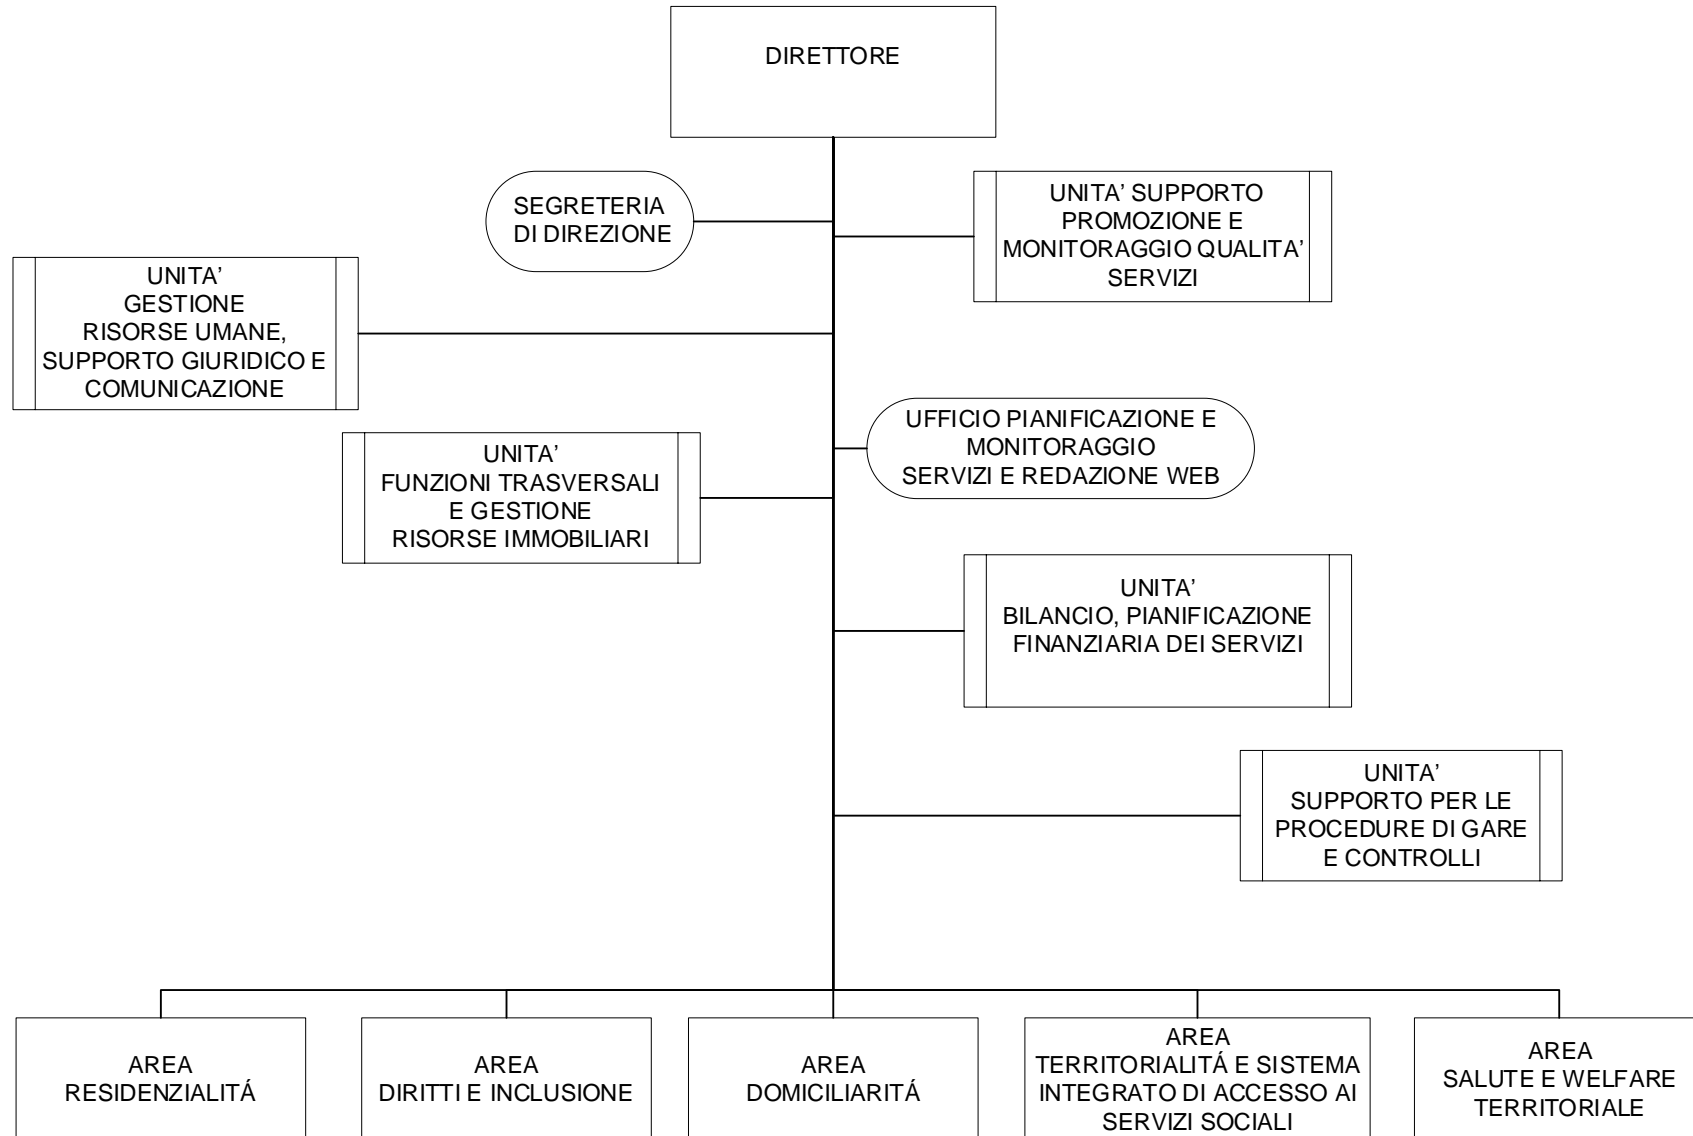 DIRETTORE
SEGRETERIA
DI DIREZIONE
UNITA' SUPPORTO
PROMOZIONE E
MONITORAGGIO QUALITA'
SERVIZI
UNITA'
GESTIONE
RISORSE UMANE,
SUPPORTO GIURIDICO E
COMUNICAZIONE
UFFICIO PIANIFICAZIONE E
MONITORAGGIO
SERVIZI E REDAZIONE WEB
UNITA'
FUNZIONI TRASVERSALI
E GESTIONE
RISORSE IMMOBILIARI
UNITA'
BILANCIO, PIANIFICAZIONE
FINANZIARIA DEI SERVIZI
UNITA'
SUPPORTO PER LE
PROCEDURE DI GARE
E CONTROLLI
AREA
RESIDENZIALITÁ
AREA
DIRITTI E INCLUSIONE
AREA
DOMICILIARITÁ
AREA
TERRITORIALITÁ E SISTEMA
INTEGRATO DI ACCESSO AI
SERVIZI SOCIALI
AREA
SALUTE E WELFARE
TERRITORIALE